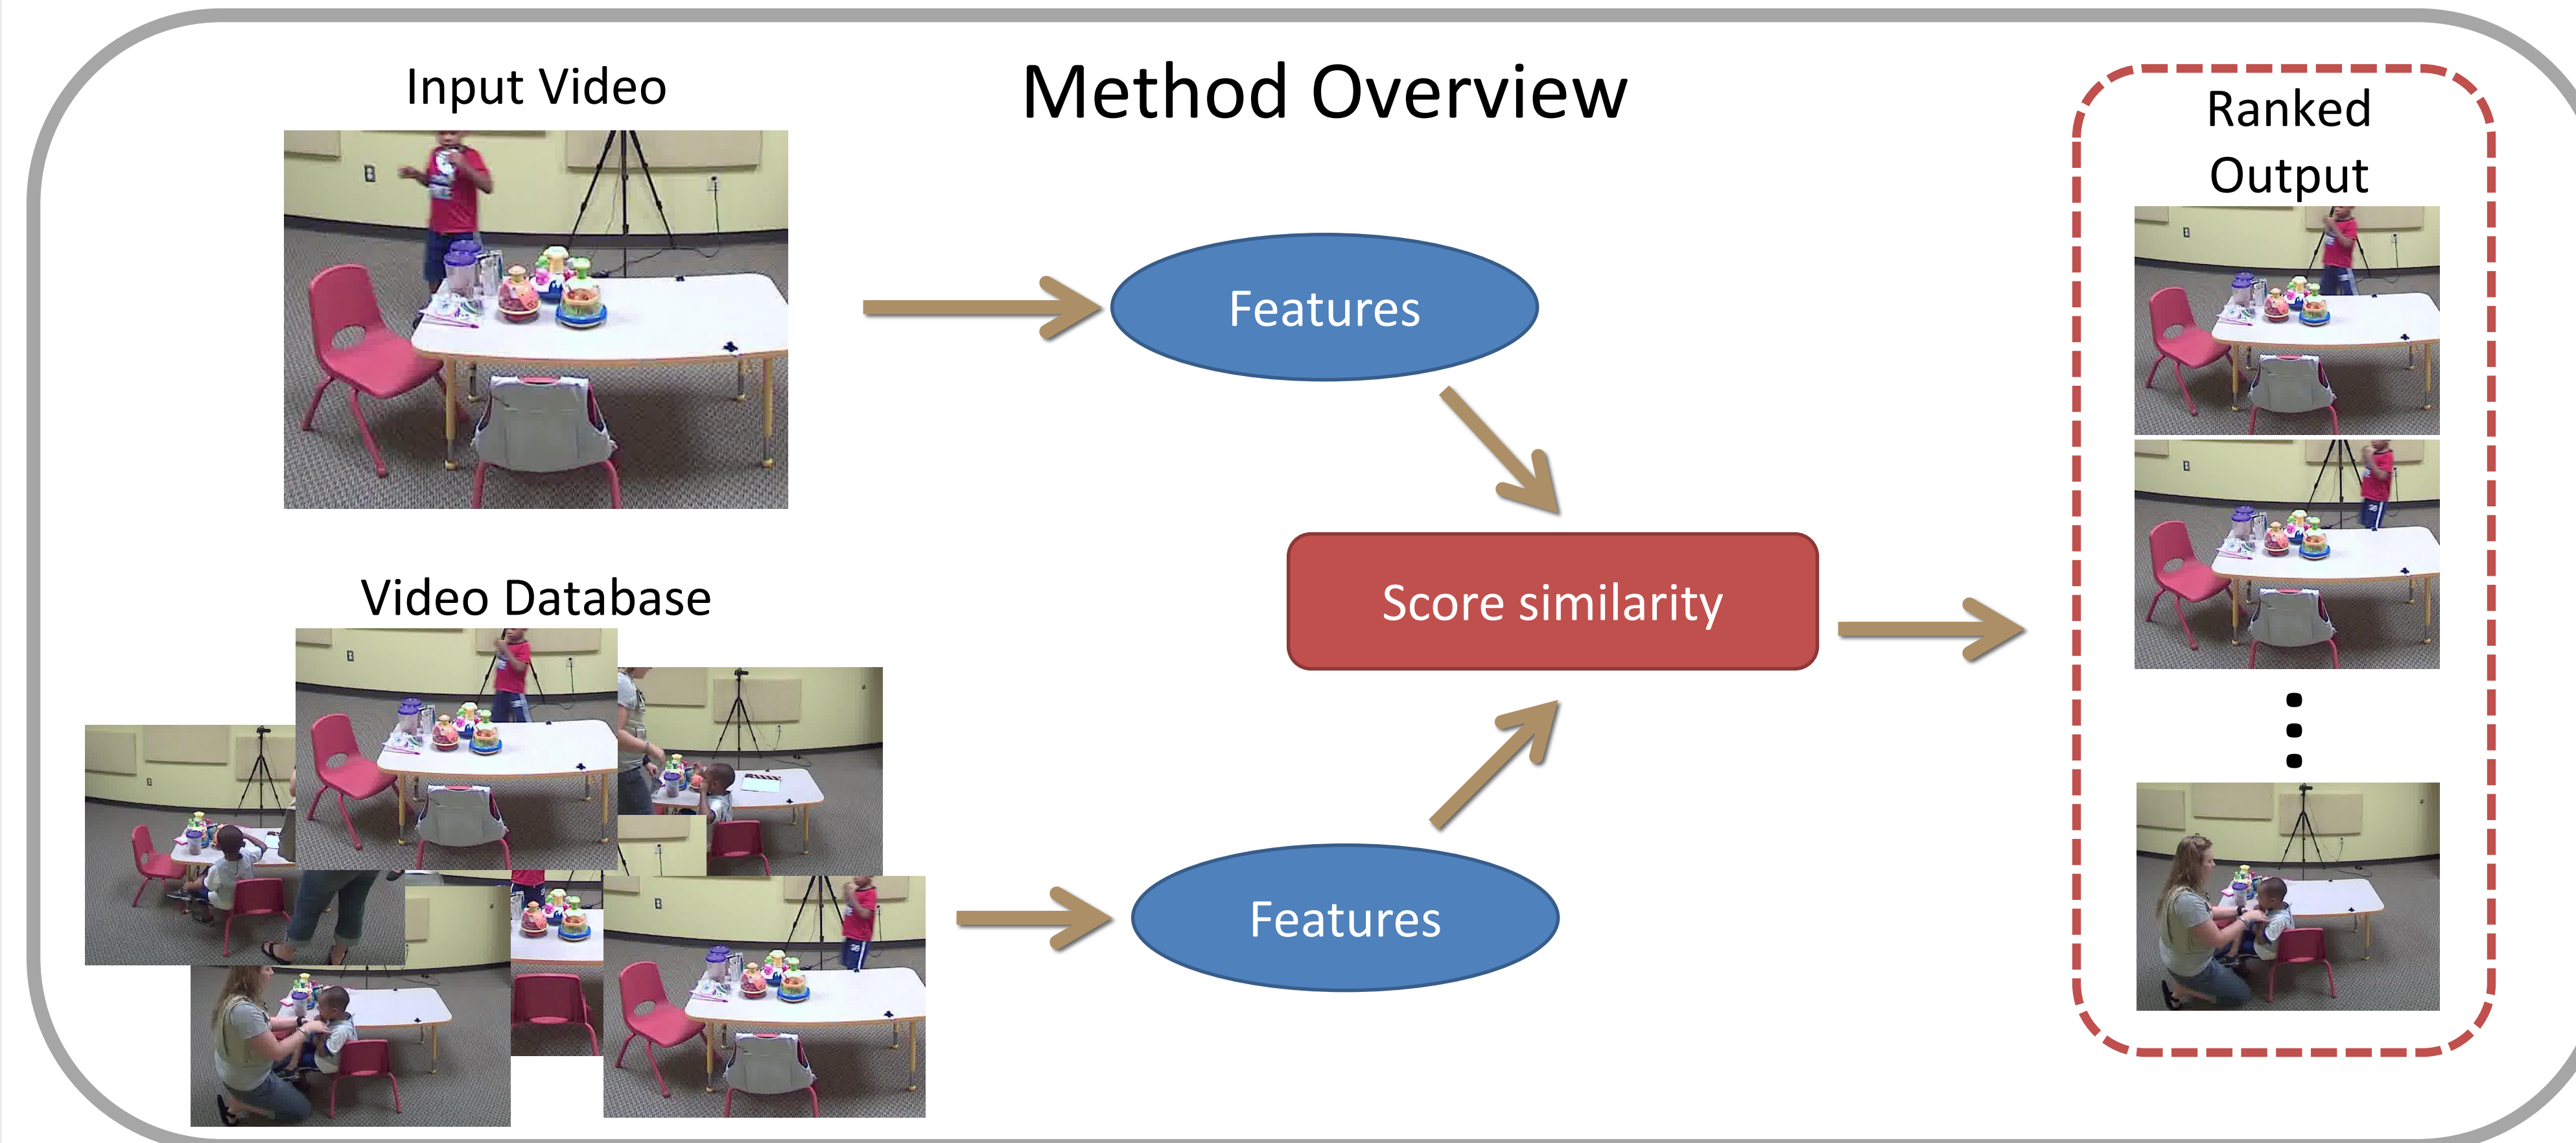 Method Overview
Input Video
Features
Video Database
Features
Score similarity
Ranked
Output